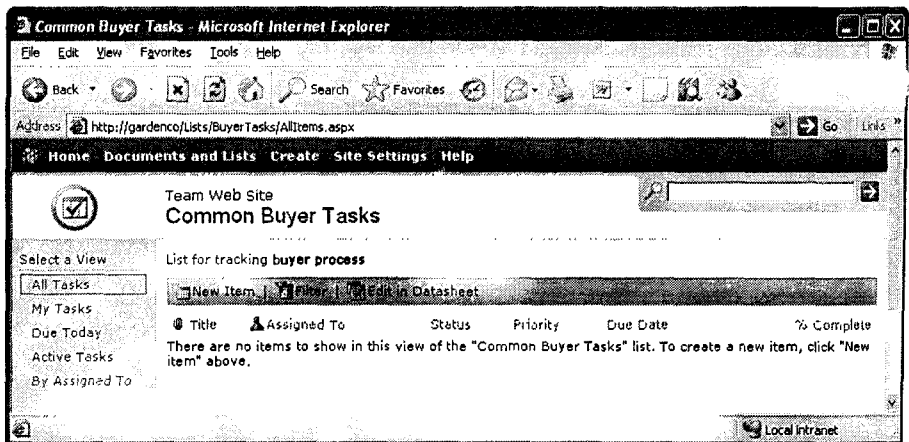 Common Buyer Tasks - Microsoft Internet Explorer
File Edit View Favorites Tools Help
Back Search Favorites
Address http://gardenco/Lists/BuyerTasks/AllItems.aspx Go Links »
Home Documents and Lists Create Site Settings Help
Team Web Site
Common Buyer Tasks
Select a View
All Tasks
My Tasks
Due Today
Active Tasks
By Assigned To
List for tracking buyer process
New Item | Filter | Edit in Datasheet
Title Assigned To Status Priority Due Date % Complete
There are no items to show in this view of the "Common Buyer Tasks" list. To create a new item, click "New
item" above.
Local intranet